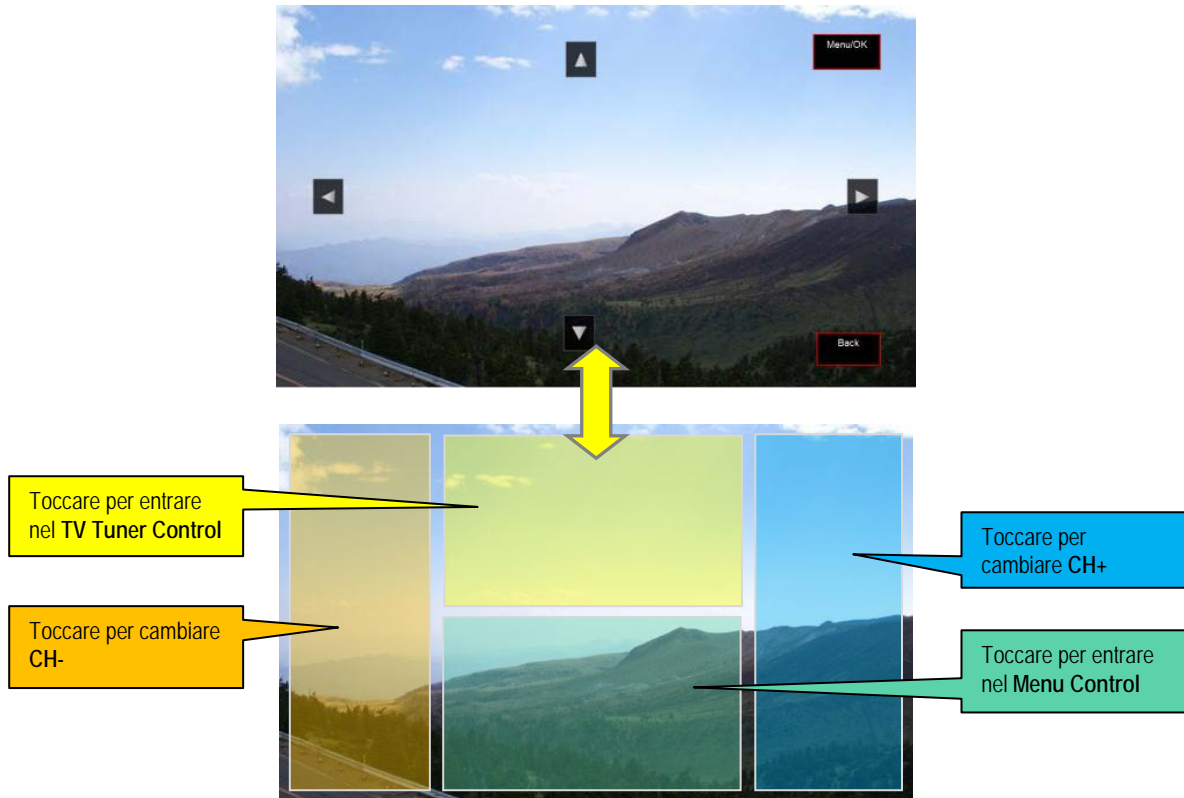 Menu/OK
Back
Toccare per entrare
nel TV Tuner Control
Toccare per
cambiare CH+
Toccare per cambiare
CH-
Toccare per entrare
nel Menu Control